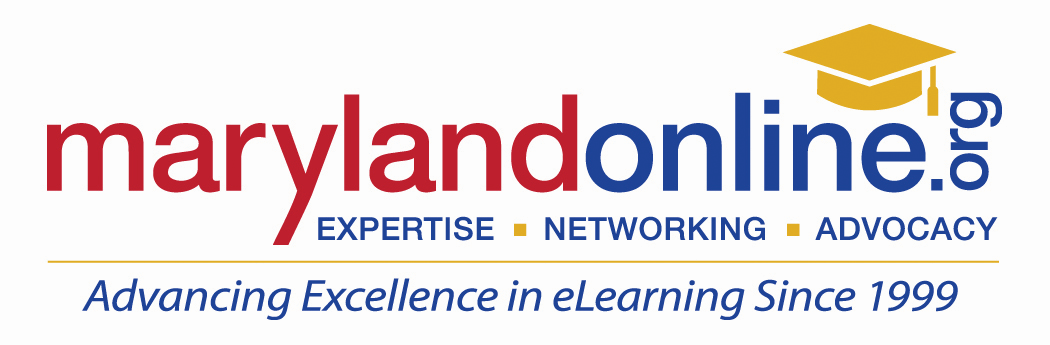 marylandonline.org
EXPERTISE ▪ NETWORKING ▪ ADVOCACY
Advancing Excellence in eLearning Since 1999